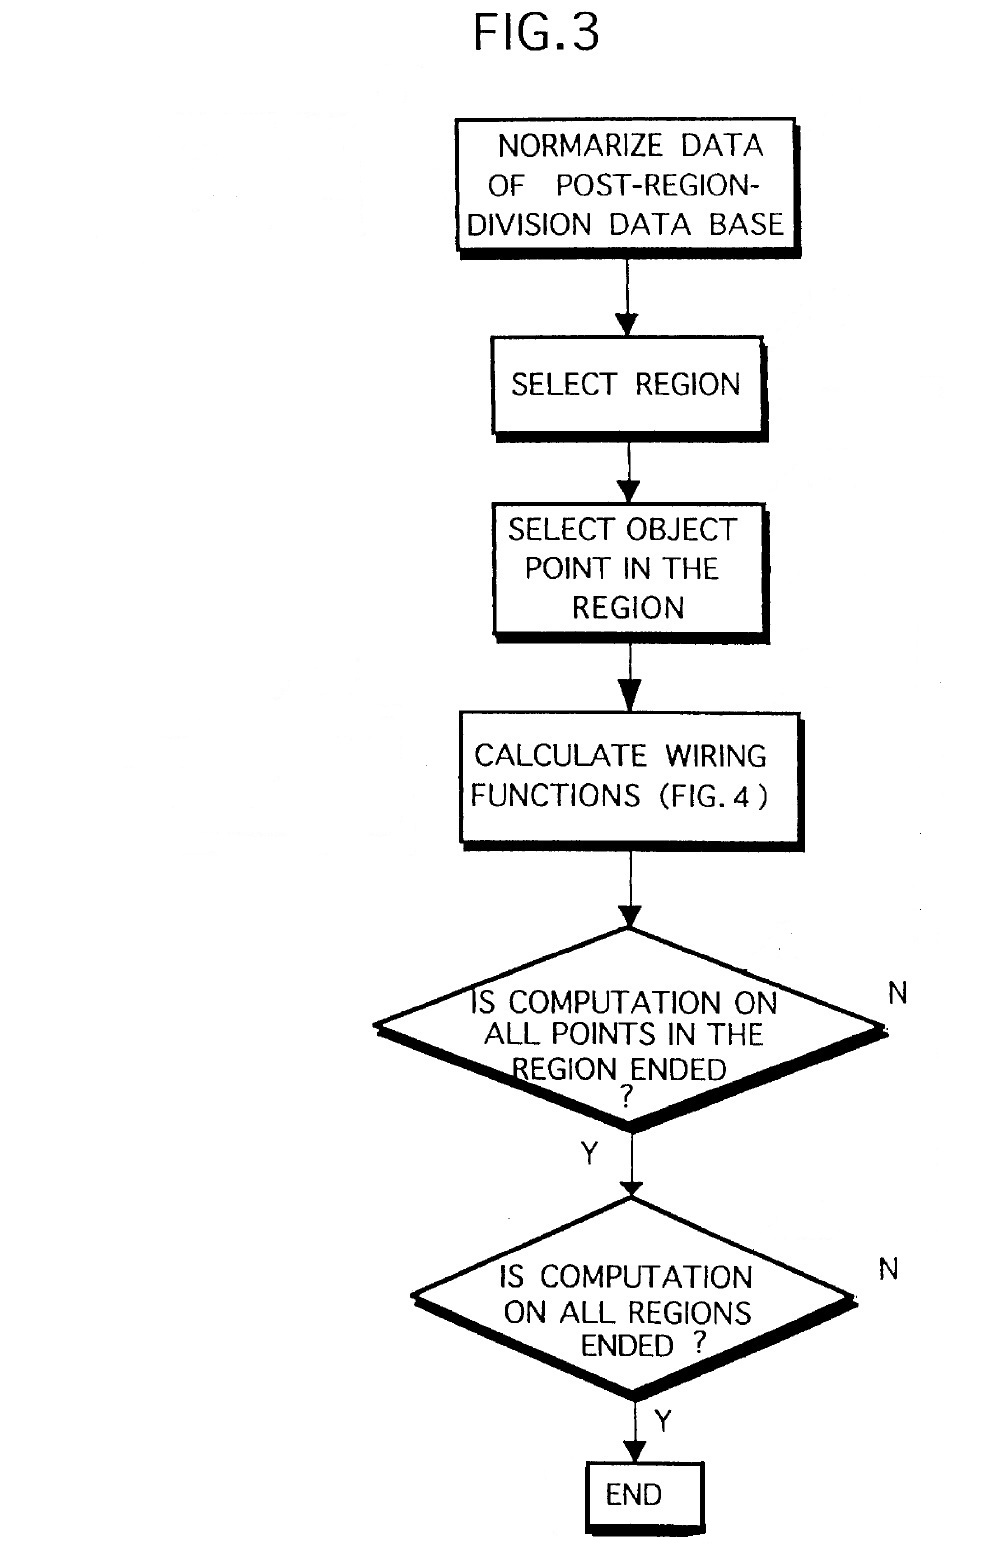 FIG.3
NORMARIZE DATA
OF POST-REGION-
DIVISION DATA BASE
SELECT REGION
SELECT OBJECT
POINT IN THE
REGION
CALCULATE WIRING
FUNCTIONS (FIG. 4 )
IS COMPUTATION ON
ALL POINTS IN THE
REGION ENDED
?
N
Y
IS COMPUTATION
ON ALL REGIONS
ENDED ?
N
Y
END